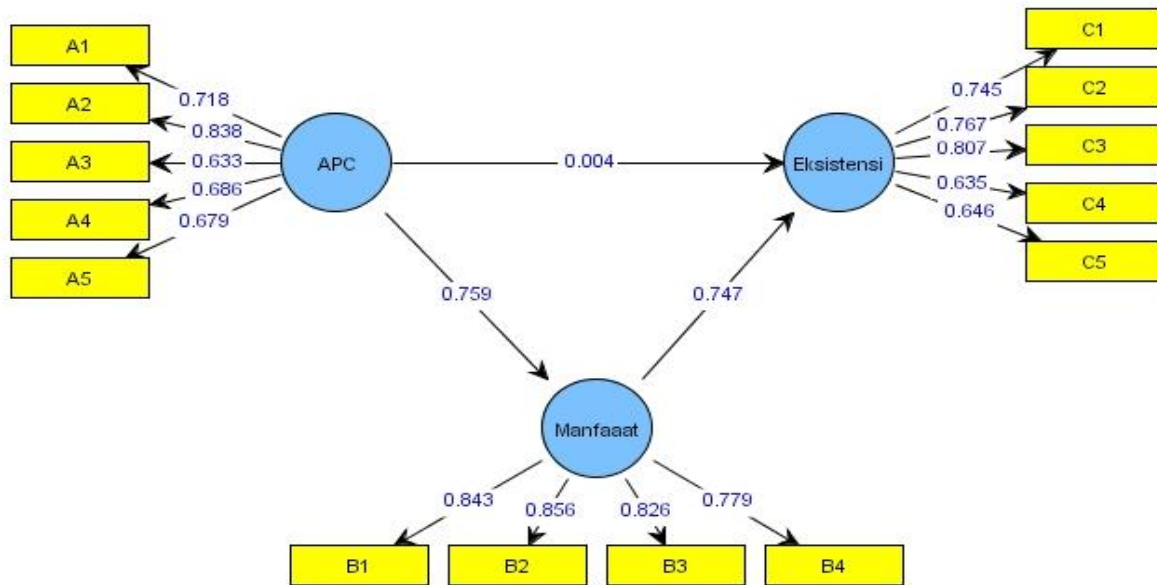 A1
A2
A3
A4
A5
0.718
0.838
0.633
0.686
0.679
APC
0.004
Eksistensi
0.745
0.767
0.807
0.635
0.646
C1
C2
C3
C4
C5
0.759
0.747
Manfaaat
0.843
0.856
0.826
0.779
B1
B2
B3
B4